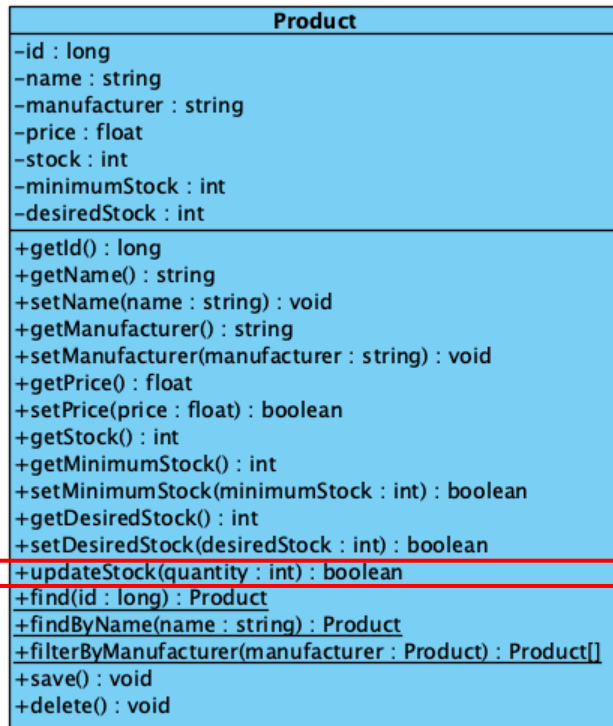 Product
-id : long
-name : string
-manufacturer : string
-price : float
-stock : int
-minimumStock : int
-desiredStock : int
+getId() : long
+getName() : string
+setName(name : string) : void
+getManufacturer() : string
+setManufacturer(manufacturer : string) : void
+getPrice() : float
+setPrice(price : float) : boolean
+getStock() : int
+getMinimumStock() : int
+setMinimumStock(minimumStock : int) : boolean
+getDesiredStock() : int
+setDesiredStock(desiredStock : int) : boolean
+updateStock(quantity : int) : boolean
+find(id : long) : Product
+findByName(name : string) : Product
+filterByManufacturer(manufacturer : Product) : Product[]
+save() : void
+delete() : void